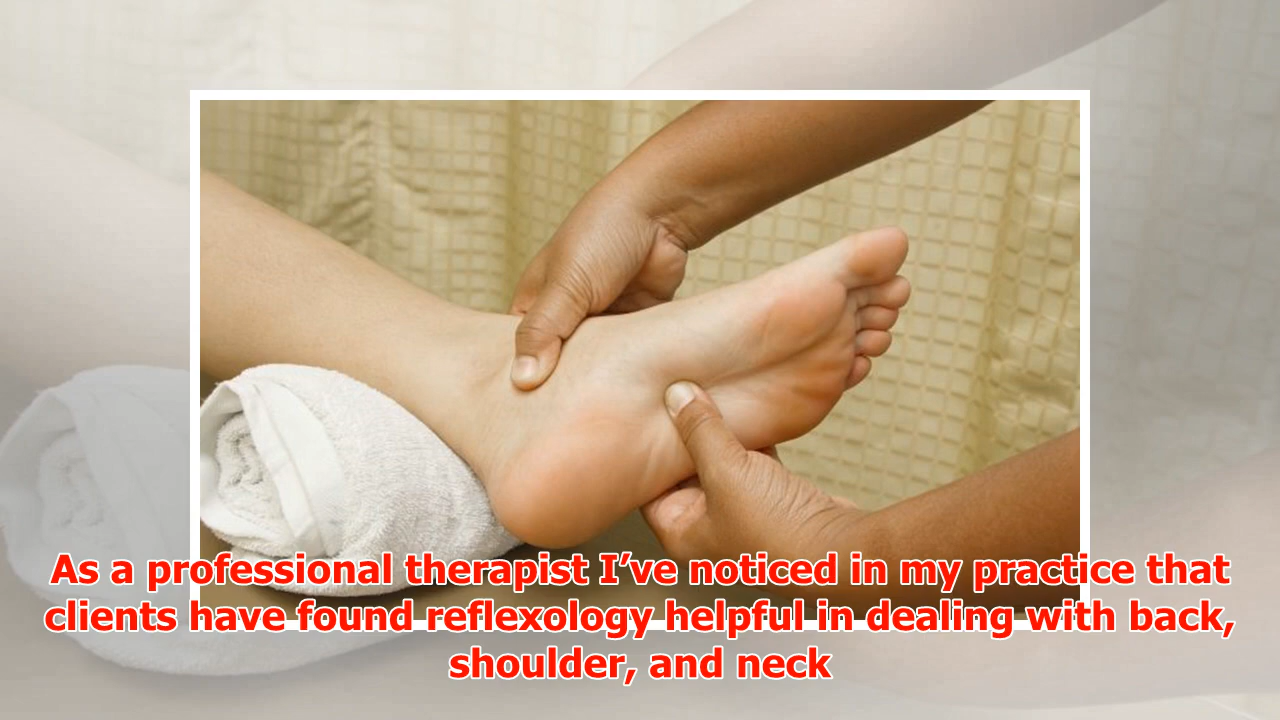 As a professional therapist I’ve noticed in my practice that
clients have found reflexology helpful in dealing with back,
shoulder, and neck